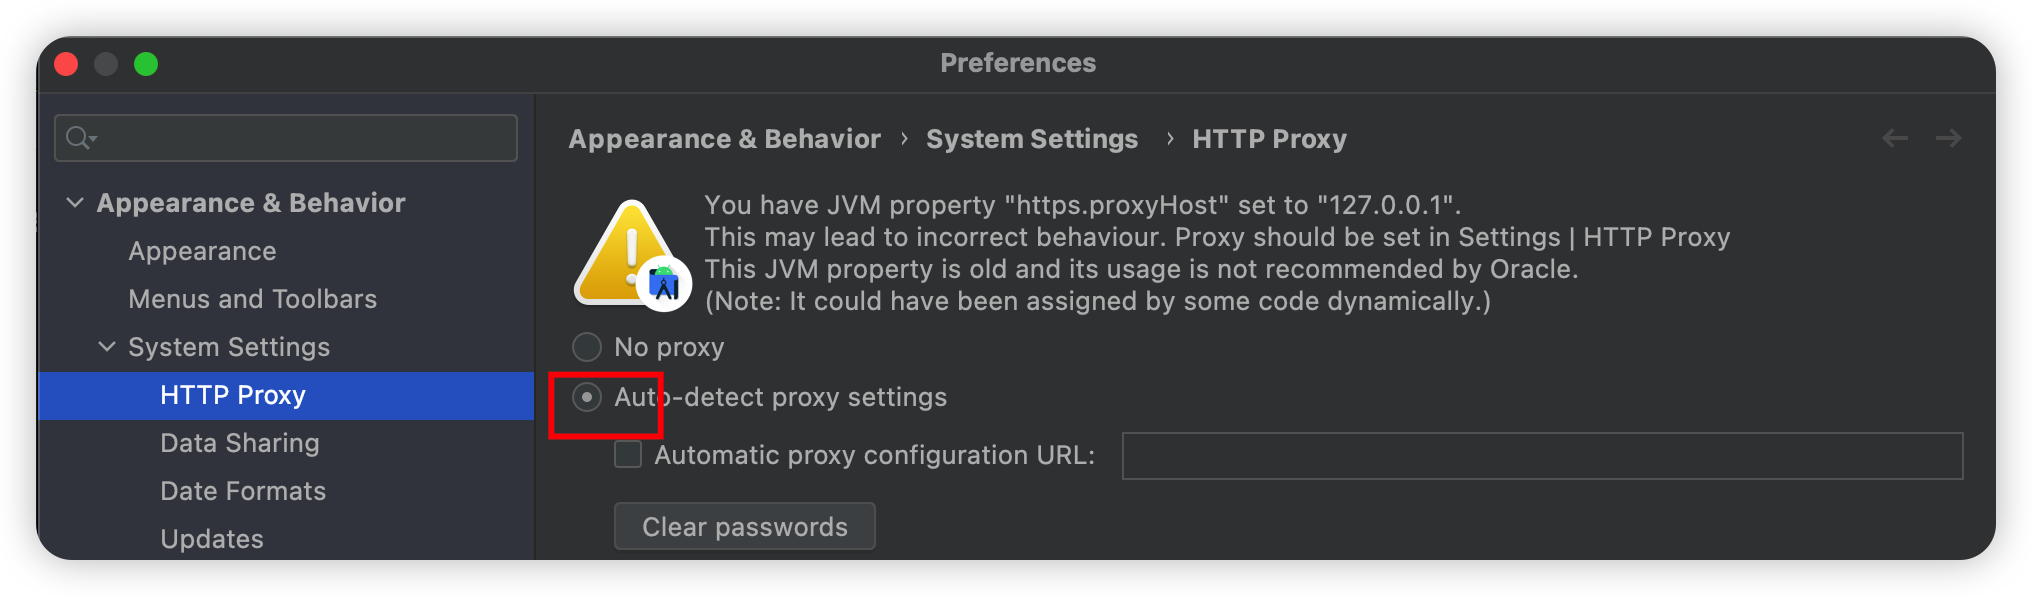 Preferences
Appearance & Behavior › System Settings › HTTP Proxy
Appearance & Behavior
Appearance
Menus and Toolbars
System Settings
HTTP Proxy
Data Sharing
Date Formats
Updates
You have JVM property "https.proxyHost" set to "127.0.0.1".
This may lead to incorrect behaviour. Proxy should be set in Settings | HTTP Proxy
This JVM property is old and its usage is not recommended by Oracle.
(Note: It could have been assigned by some code dynamically.)
No proxy
Auto-detect proxy settings
Automatic proxy configuration URL:
Clear passwords